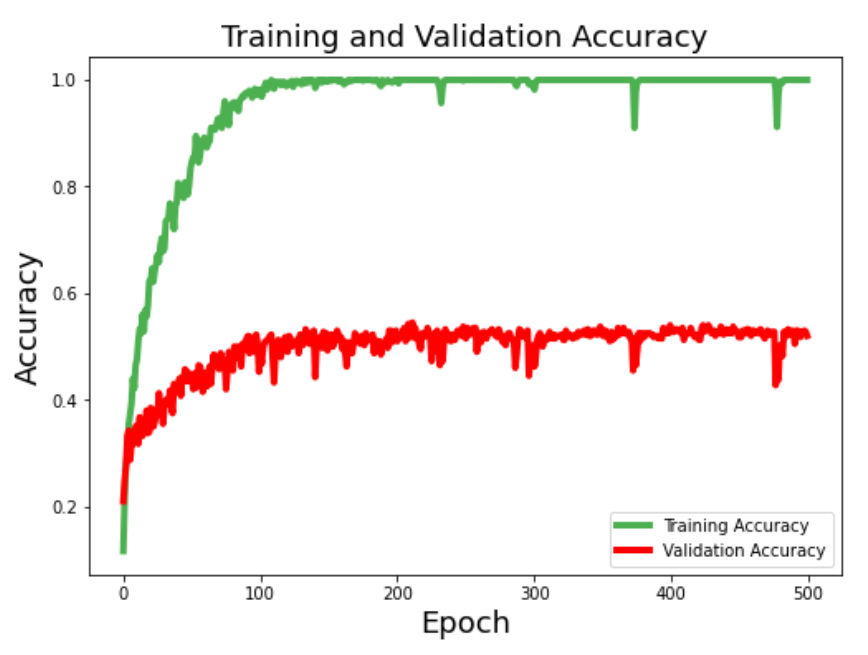 Training and Validation Accuracy
1.0
0.8
0.6
0.4
0.2
Accuracy
Training Accuracy
Validation Accuracy
0 100 200 300 400 500
Epoch